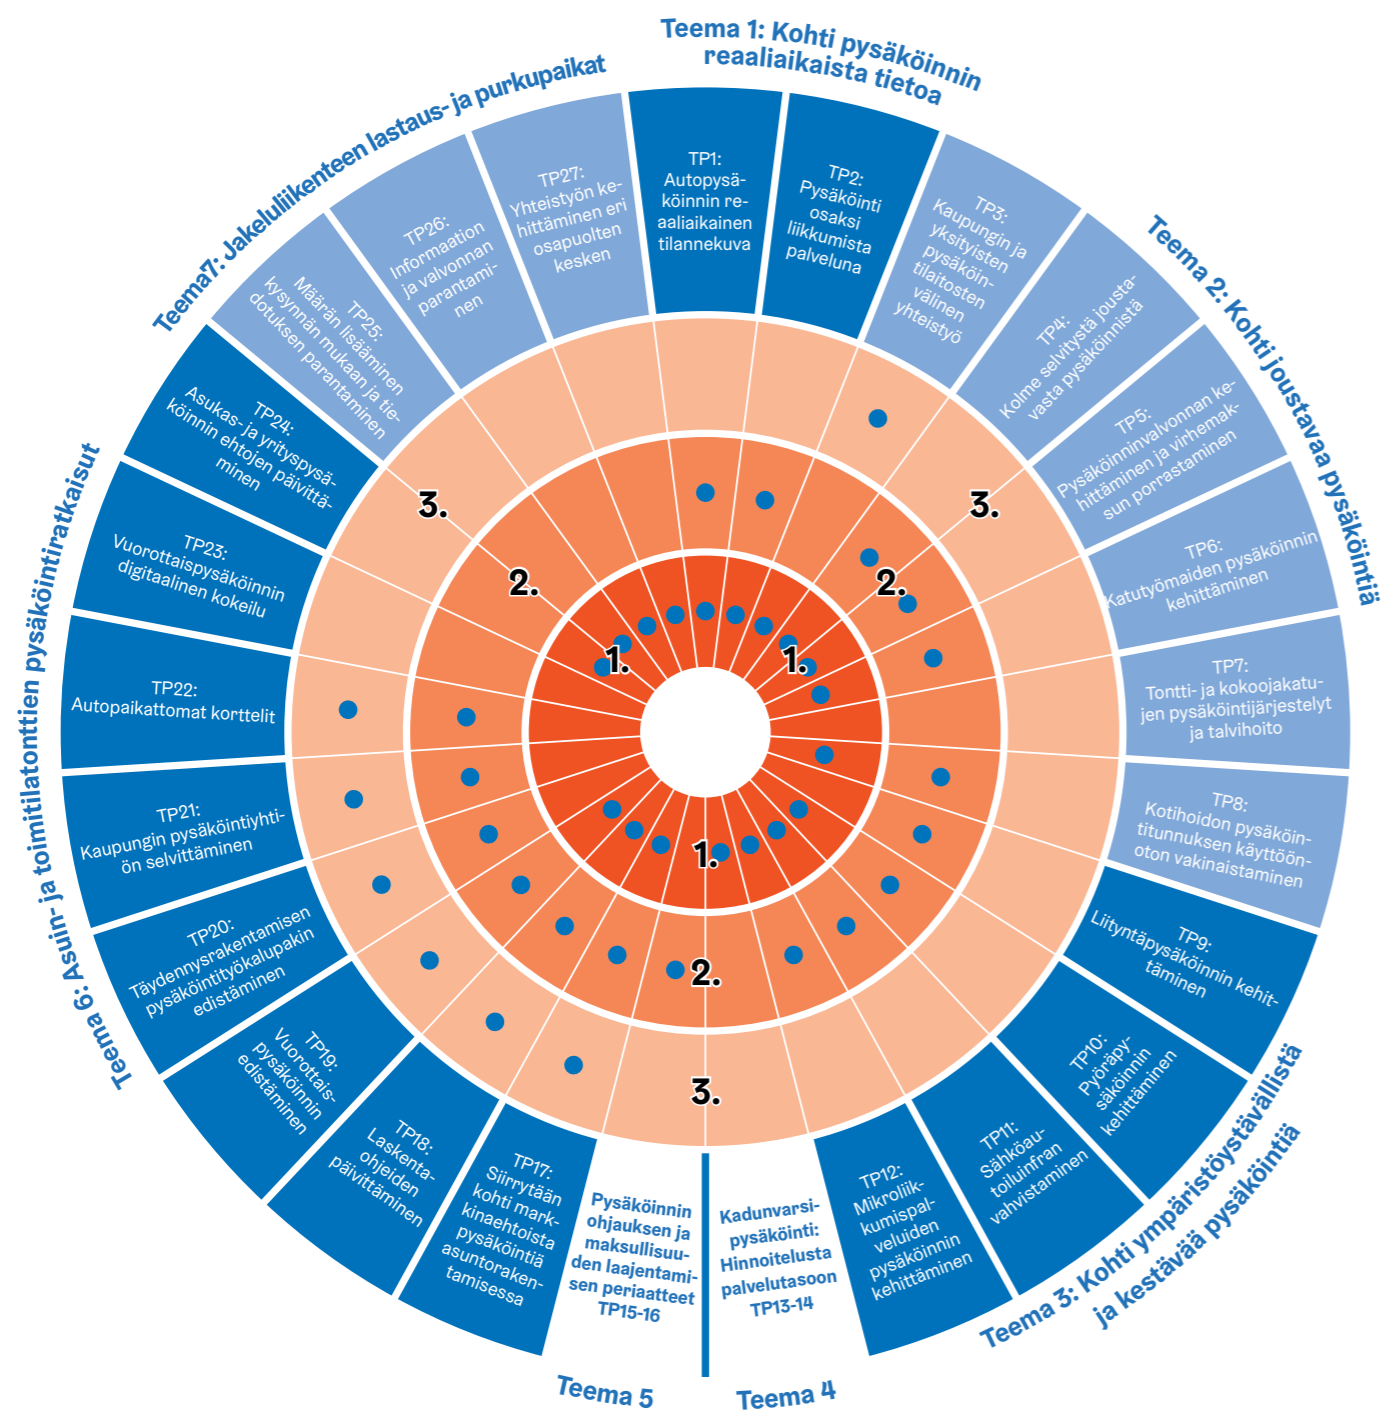 Teema 1: Kohti pysäköinnin
reaaliaikaista tietoa
TP1:
Autopysä-
köinnin re-
aaliaikainen
tilannekuva
TP2:
Pysäköinti
osaksi
liikkumista
palveluna
TP3:
Kaupungin ja
yksityisten
pysäköin-
tilaitosten
välinen
yhteistyö
Teema 2: Kohti joustavaa pysäköintiä
TP4:
Kolme selvitystä jousta-
vasta pysäköinnistä
TP5:
Pysäköinninvalvonnan ke-
hittäminen ja virhemak-
sun porrastaminen
TP6:
Katutyömaiden pysäköinnin
kehittäminen
TP7:
Tontti- ja kokoojakatu-
jen pysäköintijärjestelyt
ja talvihoito
TP8:
Kotihoidon pysäköin-
titunnuksen käyttöön-
oton vakinaistaminen
Teema 3: Kohti ympäristöystävällistä
ja kestävää pysäköintiä
TP9:
Liityntäpysäköinnin kehit-
täminen
TP10:
Pyöräpy-
säköinnin
kehittäminen
TP11:
Sähköau-
toiluinfran
vahvistaminen
TP12:
Mikroliik-
kumispal-
veluiden
pysäköinnin
kehittäminen
Teema 4
Kadunvarsi-
pysäköinti:
Hinnoitelusta
palvelutasoon
TP13-14
Teema 5
Pysäköinnin
ohjauksen ja
maksullisuu-
den laajentami-
sen periaatteet
TP15-16
Teema 6: Asuin- ja toimitilatonttien pysäköintiratkaisut
TP17:
Siirrytään
kohti mark-
kinaehtoista
pysäköintiä
asuntoraken-
tamisessa
TP18:
Laskenta-
ohjeiden
päivittäminen
TP19:
Vuorottais-
pysäköinnin
edistäminen
TP20:
Täydennysrakentamisen
pysäköintityökalupakin
edistäminen
TP21:
Kaupungin pysäköintiyhti-
ön selvittäminen
TP22:
Autopaikattomat korttelit
TP23:
Vuorottaispysäköinnin
digitaalinen kokeilu
TP24:
Asukas- ja yrityspysä-
köinnin ehtojen päivittä-
minen
Teema7: Jakeluliikenteen lastaus- ja purkupaikat
TP25:
Määrän lisääminen
kysynnän mukaan ja tie-
dotuksen parantaminen
TP26:
Informaation
ja valvonnan
parantami-
nen
TP27:
Yhteistyön ke-
hittäminen eri
osapuolten
kesken
3.
3.
2.
2.
1.
1.
1.
2.
3.